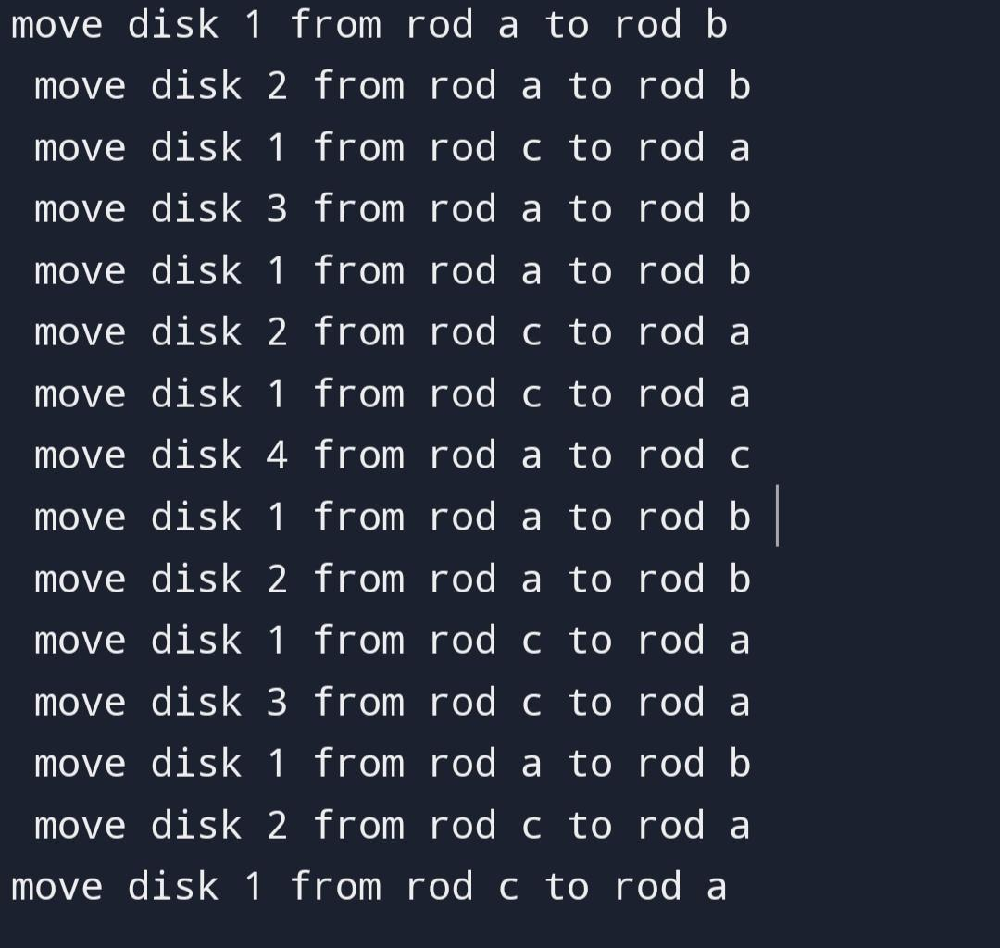 move disk 1 from rod a to rod b
move disk 2 from rod a to rod b
move disk 1 from rod c to rod a
move disk 3 from rod a to rod b
move disk 1 from rod a to rod b
move disk 2 from rod c to rod a
move disk 1 from rod c to rod a
move disk 4 from rod a to rod c
move disk 1 from rod a to rod b
move disk 2 from rod a to rod b
move disk 1 from rod c to rod a
move disk 3 from rod c to rod a
move disk 1 from rod a to rod b
move disk 2 from rod c to rod a
move disk 1 from rod c to rod a